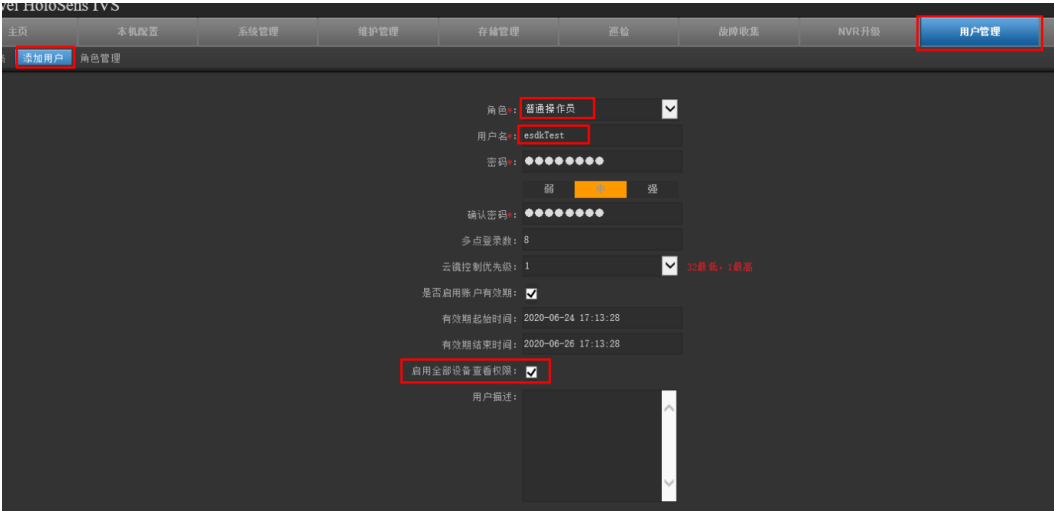 vei HoloSens IVS
主页 本机配置 系统管理 维护管理 存储管理 巡检 故障收集 NVR升级 用户管理
添加用户 角色管理
角色*: 普通操作员
用户名*: esdkTest
密码*: ●●●●●●●●
弱 中 强
确认密码*: ●●●●●●●●
多点登录数: 8
云镜控制优先级: 1 32最低，1最高
是否启用账户有效期:
有效期起始时间: 2020-06-24 17:13:28
有效期结束时间: 2020-06-26 17:13:28
启用全部设备查看权限:
用户描述: